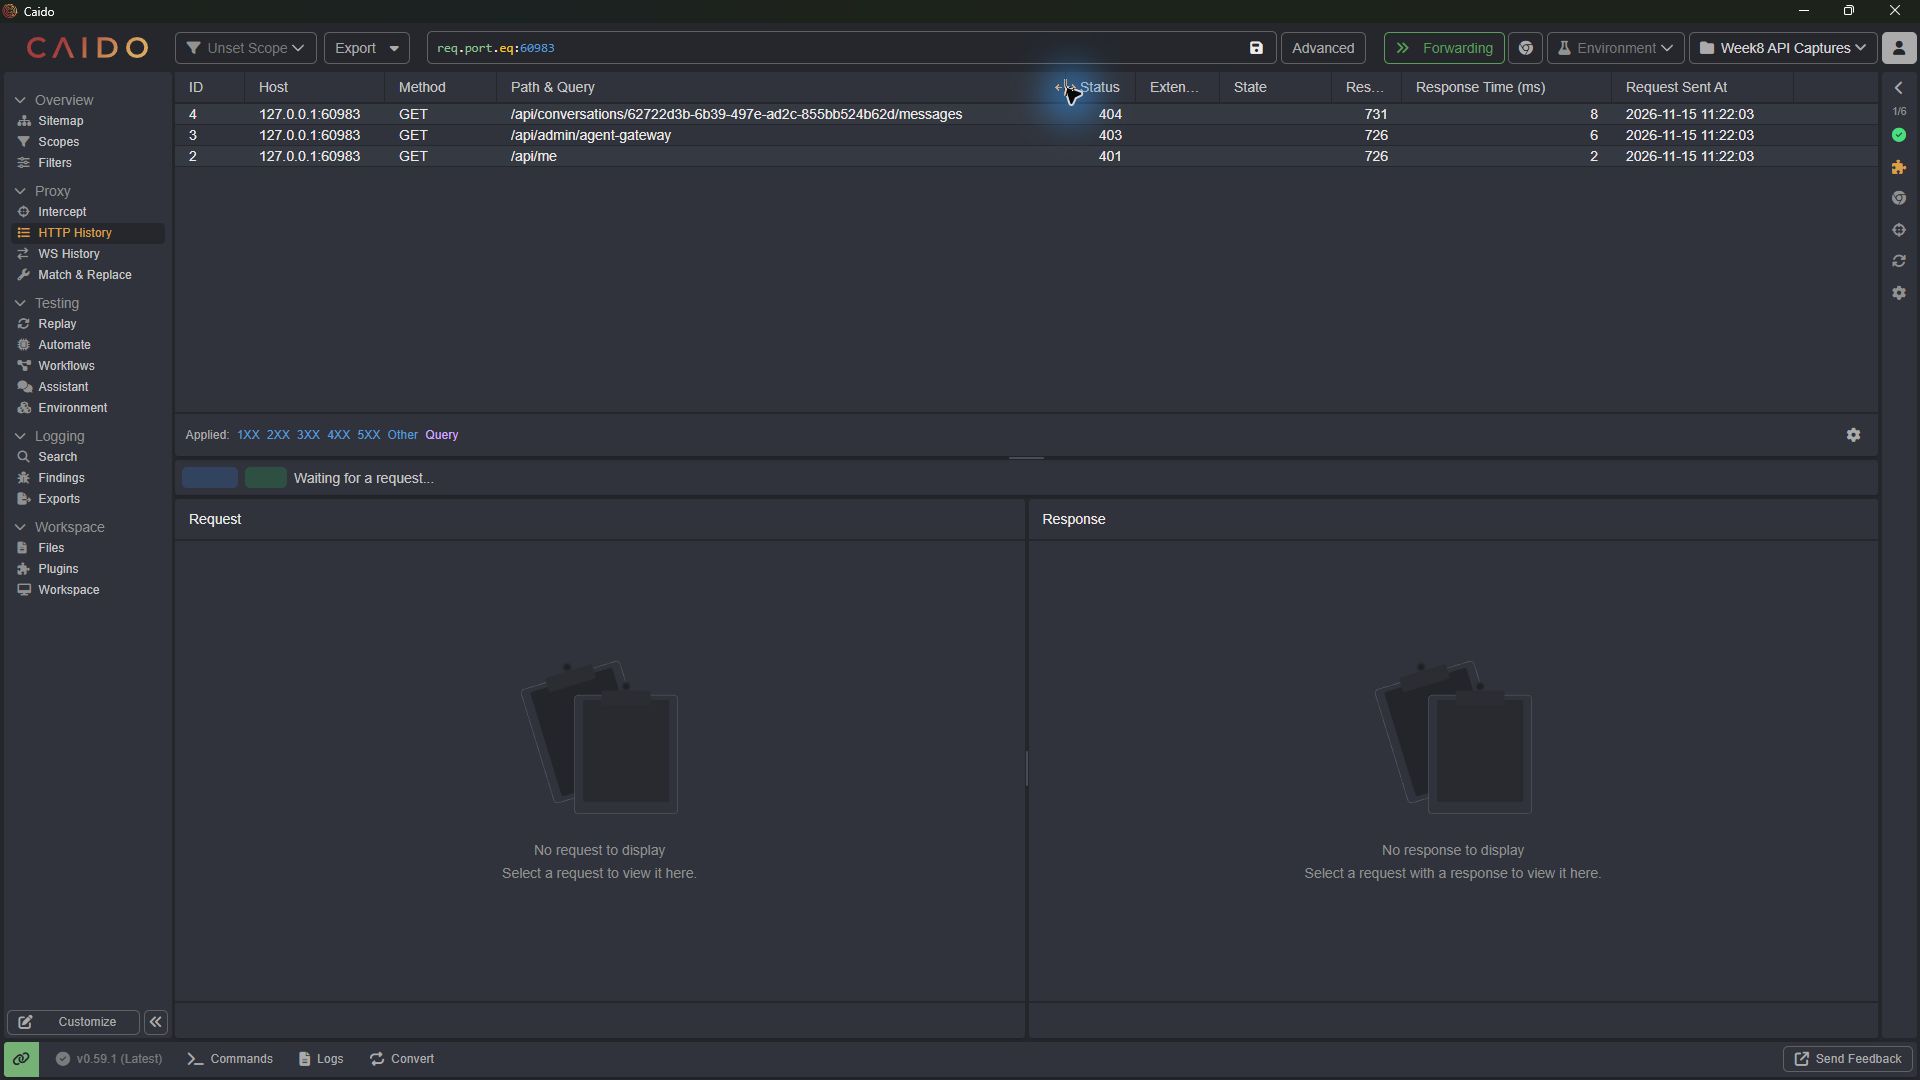 Caido
CAIDO
Unset Scope
Export
req.port.eq:60983
Advanced
Forwarding
Environment
Week8 API Captures
ID Host Method Path & Query Status Exten... State Res... Response Time (ms) Request Sent At
4 127.0.0.1:60983 GET /api/conversations/62722d3b-6b39-497e-ad2c-855bb524b62d/messages 404 731 8 2026-11-15 11:22:03
3 127.0.0.1:60983 GET /api/admin/agent-gateway 403 726 6 2026-11-15 11:22:03
2 127.0.0.1:60983 GET /api/me 401 726 2 2026-11-15 11:22:03
1/6
Overview
Sitemap
Scopes
Filters
Proxy
Intercept
HTTP History
WS History
Match & Replace
Testing
Replay
Automate
Workflows
Assistant
Environment
Logging
Search
Findings
Exports
Workspace
Files
Plugins
Workspace
Applied: 1XX 2XX 3XX 4XX 5XX Other Query
Waiting for a request...
Request
Response
No request to display
Select a request to view it here.
No response to display
Select a request with a response to view it here.
Customize
v0.59.1 (Latest)
Commands
Logs
Convert
Send Feedback